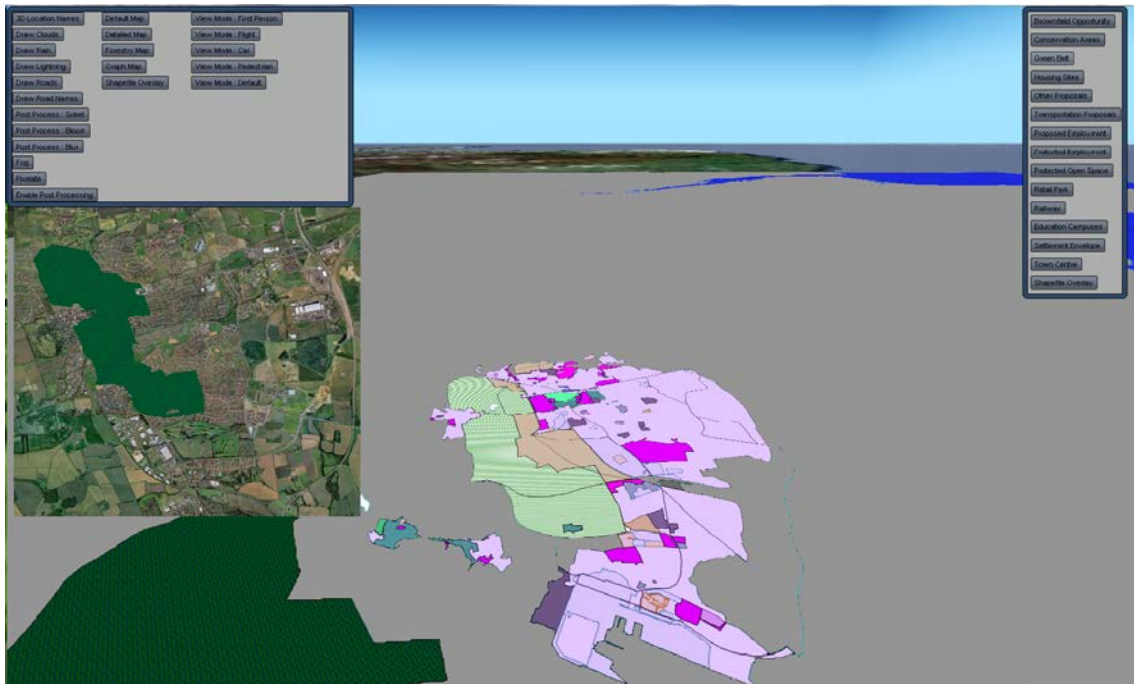 3D Location Names
Default Map
View Mode : First Person
Draw Clouds
Detailed Map
View Mode : Flight
Draw Rain
Forestry Map
View Mode : Car
Draw Lightning
Graph Map
View Mode : Pedestrian
Draw Roads
Shapefile Overlay
View Mode : Default
Draw Road Names
Post Process : Sobel
Post Process : Bloom
Post Process : Blur
Fog
Pixelate
Enable Post Processing
Brownfield Opportunity
Conservation Areas
Green Belt
Housing Sites
Other Proposals
Transportation Proposals
Proposed Employment
Protected Employment
Protected Open Space
Retail Park
Railway
Education Campuses
Settlement Envelope
Town Centre
Shapefile Overlay